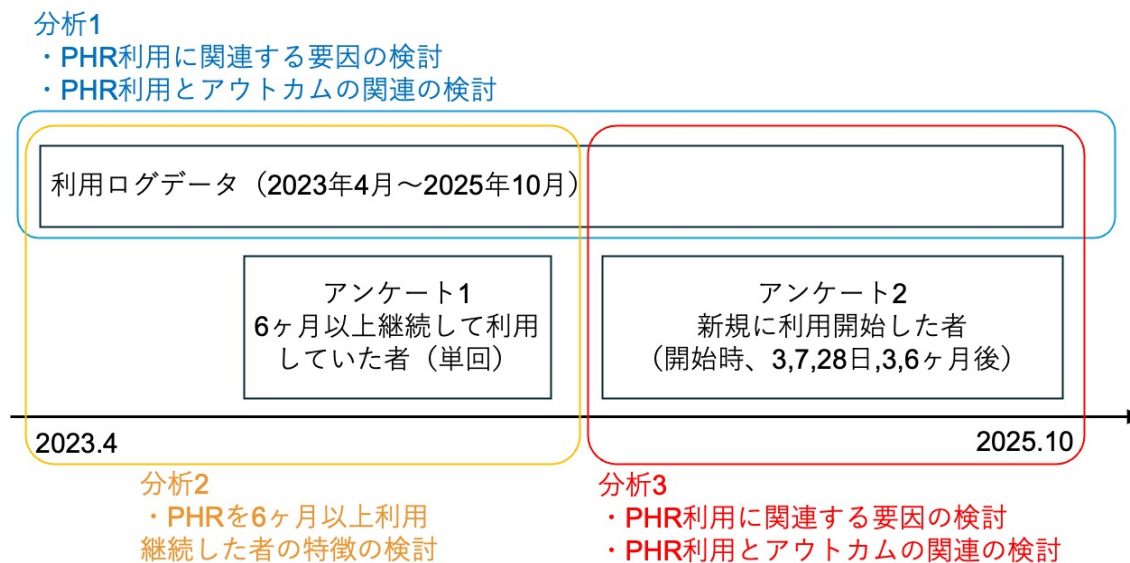 分析1
・PHR利用に関連する要因の検討
・PHR利用とアウトカムの関連の検討
利用ログデータ（2023年4月〜2025年10月）
アンケート1
6ヶ月以上継続して利用
していた者（単回）
アンケート2
新規に利用開始した者
（開始時、3,7,28日,3,6ヶ月後）
2023.4
2025.10
分析2
・PHRを6ヶ月以上利用
継続した者の特徴の検討
分析3
・PHR利用に関連する要因の検討
・PHR利用とアウトカムの関連の検討